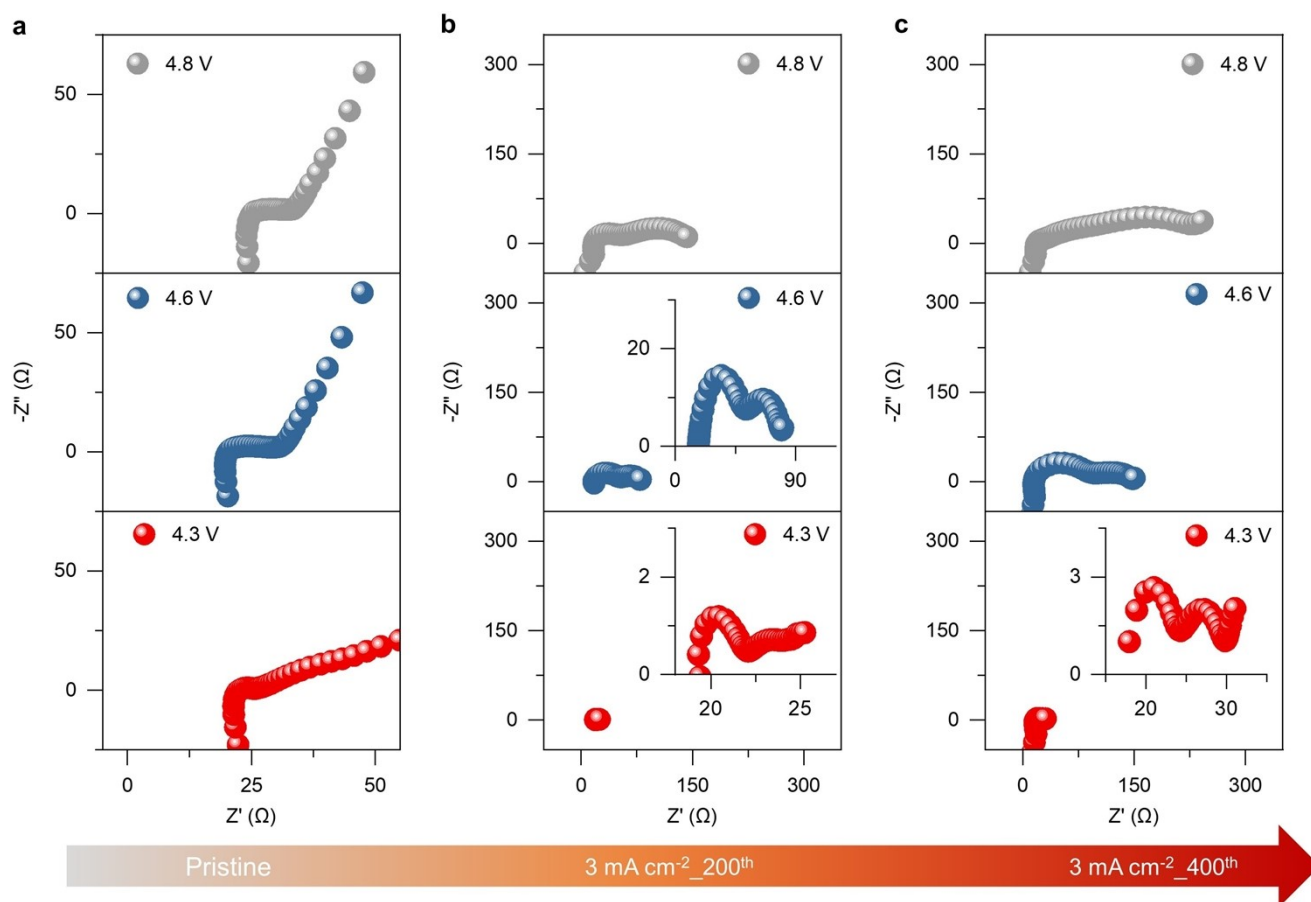 a
4.8 V
50
0
4.6 V
50
0
4.3 V
50
0
-Z" (Ω)
0 25 50
Z' (Ω)
b
4.8 V
300
150
0
4.6 V
300
150
0
20
0
0 90
4.3 V
300
150
0
2
1
0
20 25
-Z" (Ω)
0 150 300
Z' (Ω)
c
4.8 V
300
150
0
4.6 V
300
150
0
4.3 V
300
150
0
3
0
20 30
-Z" (Ω)
0 150 300
Z' (Ω)
Pristine
3 mA cm⁻²_200ᵗʰ
3 mA cm⁻²_400ᵗʰ